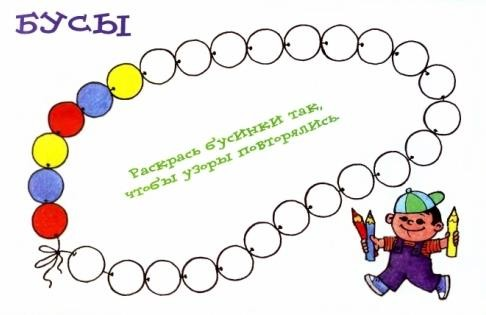 БУСЫ
Раскрась бусинки так,
чтобы узоры повторялись